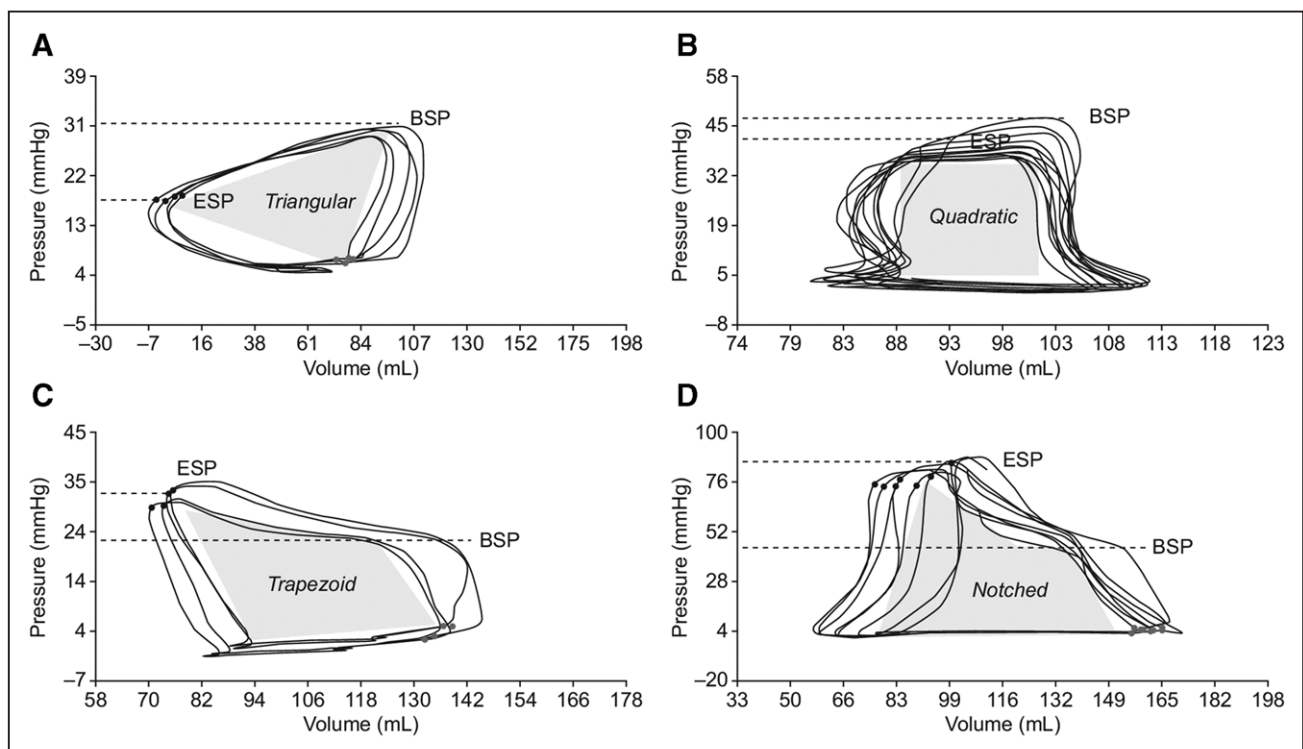 A
Pressure (mmHg)
39
31
22
13
4
–5
BSP
ESP
Triangular
–30 –7 16 38 61 84 107 130 152 175 198
Volume (mL)
B
Pressure (mmHg)
58
45
32
19
5
–8
BSP
ESP
Quadratic
74 79 83 88 93 98 103 108 113 118 123
Volume (mL)
C
Pressure (mmHg)
45
35
24
14
4
–7
ESP
BSP
Trapezoid
58 70 82 94 106 118 130 142 154 166 178
Volume (mL)
D
Pressure (mmHg)
100
76
52
28
4
–20
ESP
BSP
Notched
33 50 66 83 99 116 132 149 165 182 198
Volume (mL)